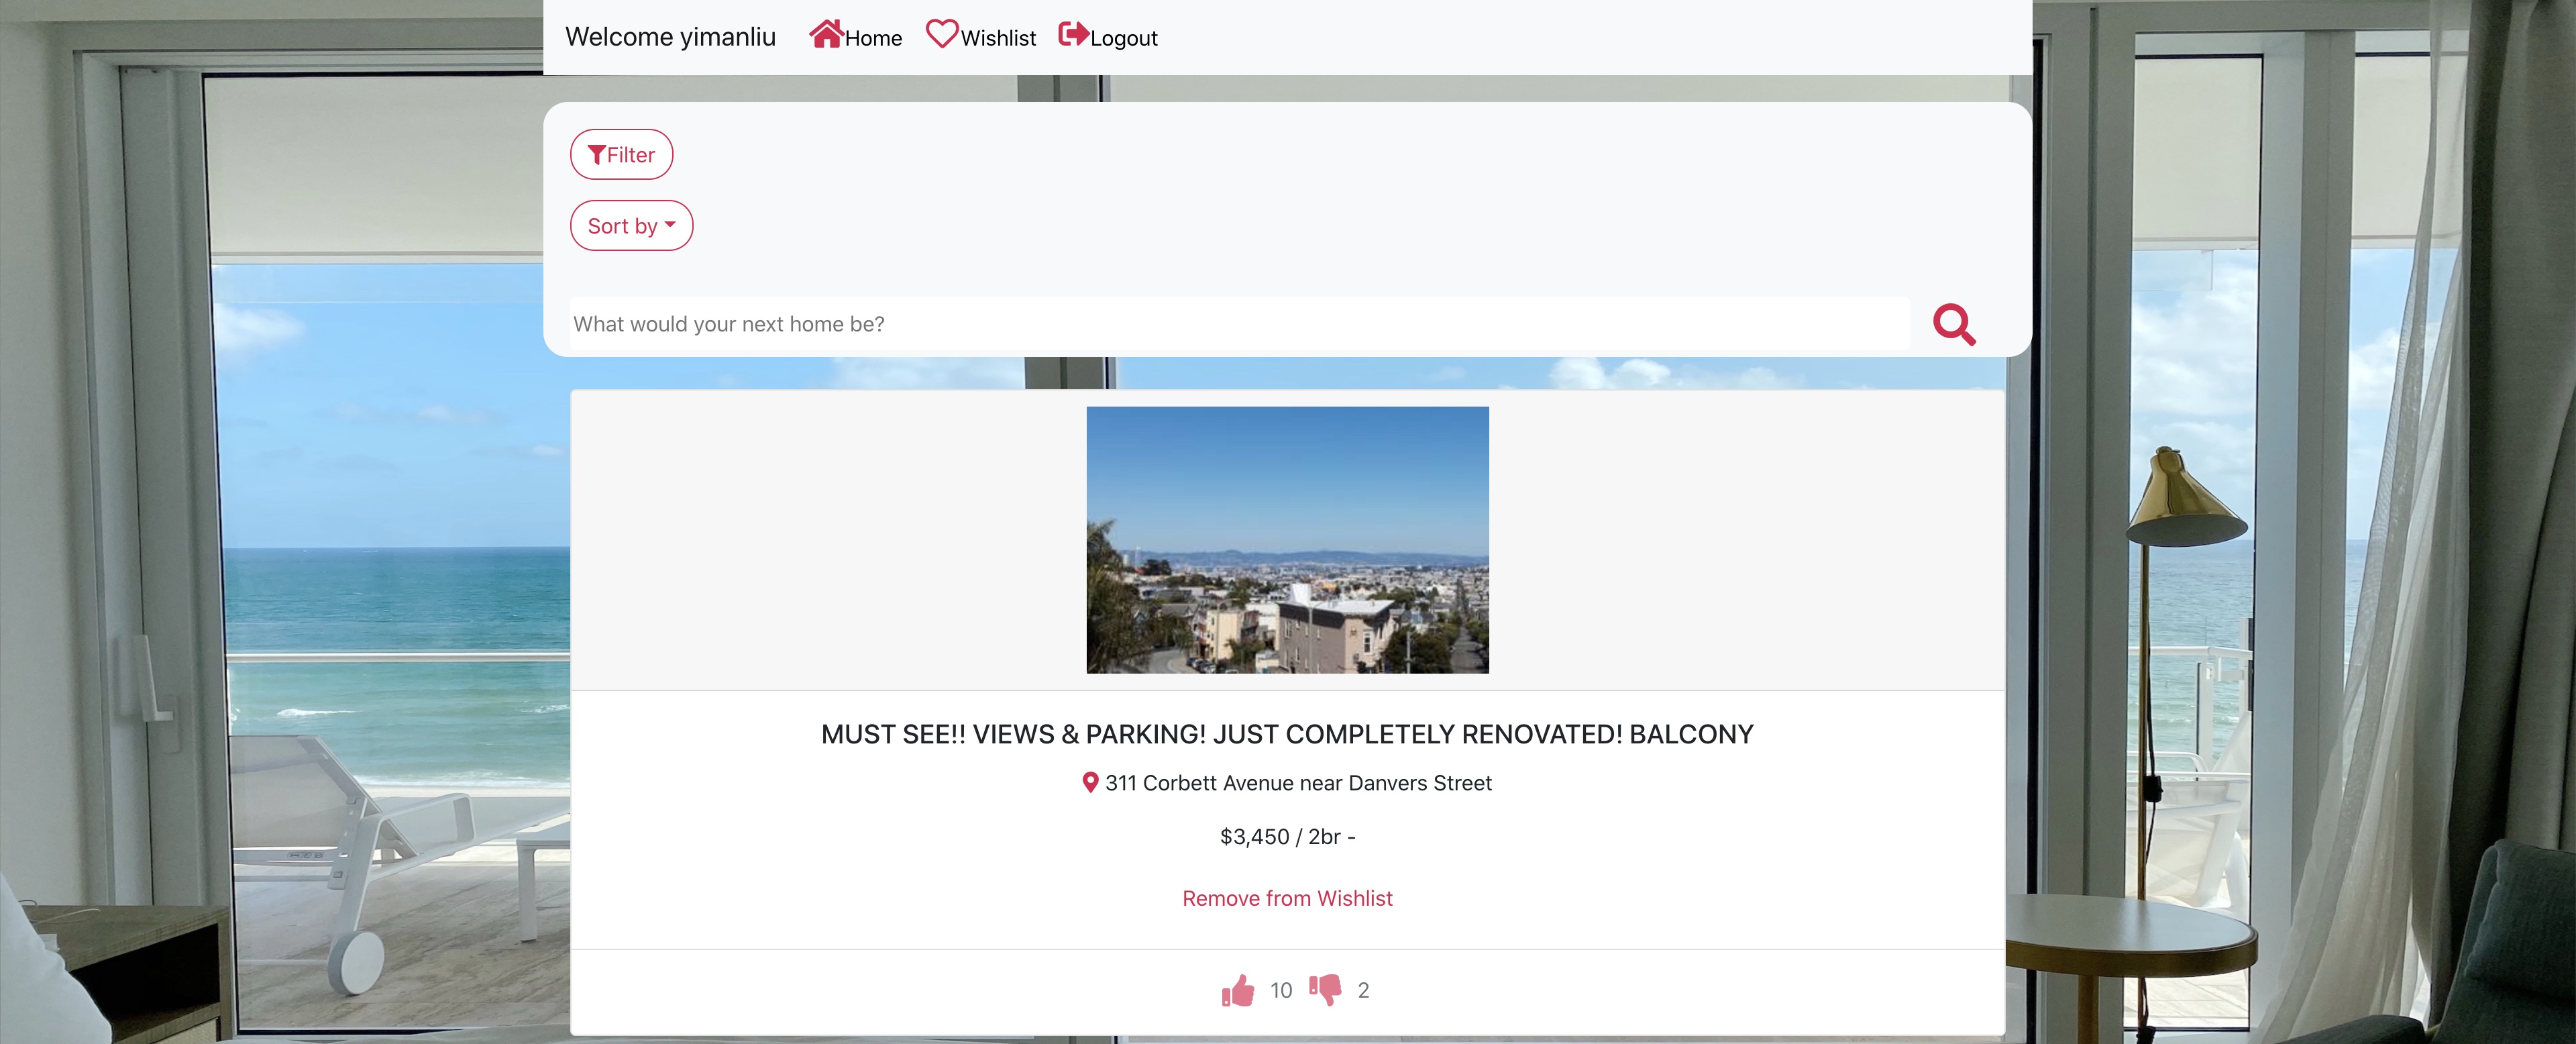 Welcome yimanliu Home Wishlist Logout
Filter
Sort by
What would your next home be?
MUST SEE!! VIEWS & PARKING! JUST COMPLETELY RENOVATED! BALCONY
311 Corbett Avenue near Danvers Street
$3,450 / 2br -
Remove from Wishlist
10 2